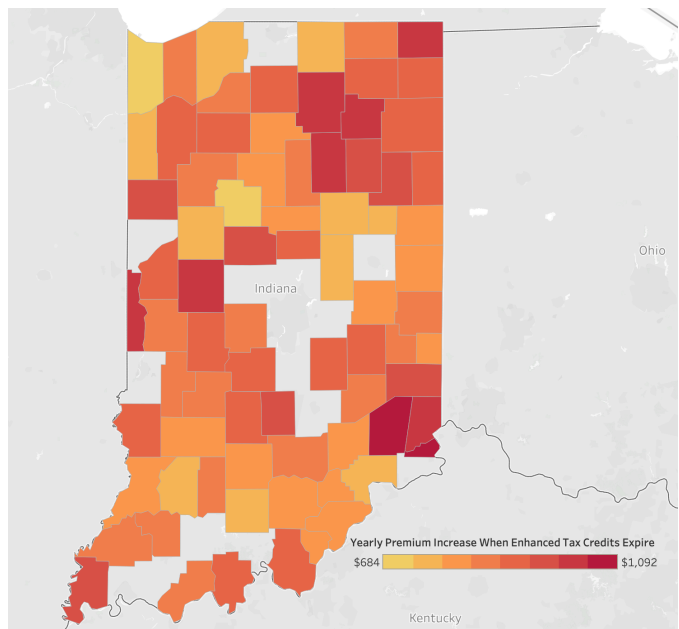 Ohio
Indiana
Yearly Premium Increase When Enhanced Tax Credits Expire
$684 $1,092
Kentucky